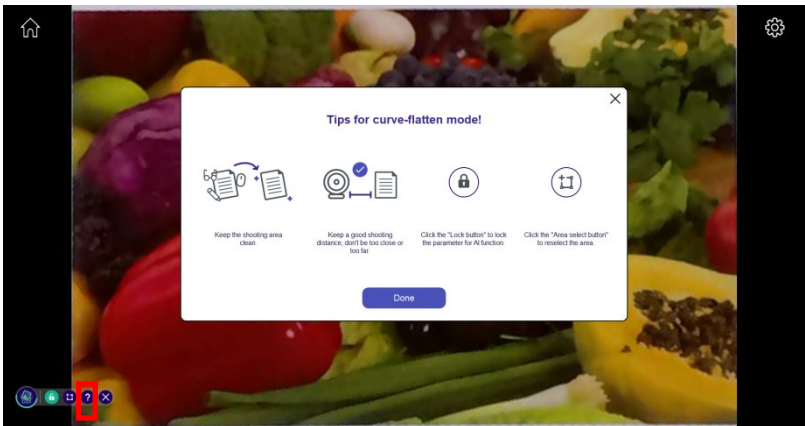 Tips for curve-flatten mode!
Keep the shooting area
clean.
Keep a good shooting
distance, don't be too close or
too far.
Click the "Lock button" to lock
the parameter for AI function.
Click the "Area select button"
to reselect the area.
Done
?